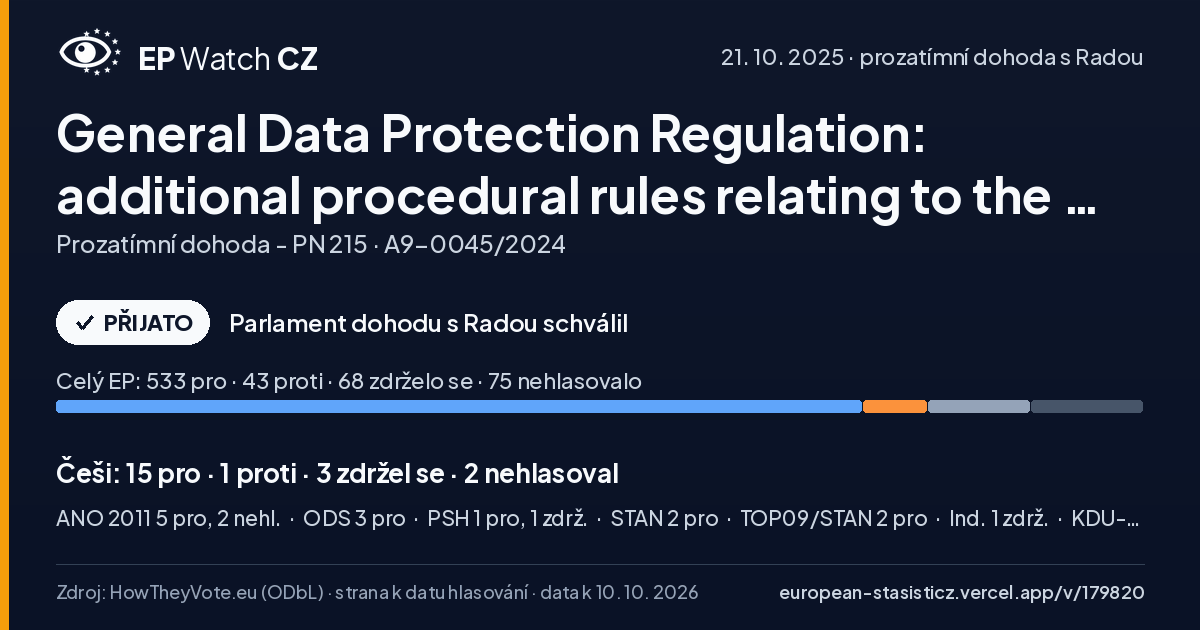 EP Watch CZ
21. 10. 2025 · prozatímní dohoda s Radou
General Data Protection Regulation:
additional procedural rules relating to the …
Prozatímní dohoda – PN 215 · A9–0045/2024
✓ PŘIJATO
Parlament dohodu s Radou schválil
Celý EP: 533 pro · 43 proti · 68 zdrželo se · 75 nehlasovalo
Češi: 15 pro · 1 proti · 3 zdržel se · 2 nehlasoval
ANO 2011 5 pro, 2 nehl. · ODS 3 pro · PSH 1 pro, 1 zdrž. · STAN 2 pro · TOP09/STAN 2 pro · Ind. 1 zdrž. · KDU-…
Zdroj: HowTheyVote.eu (ODbL) · strana k datu hlasování · data k 10. 10. 2026
european-stasisticz.vercel.app/v/179820